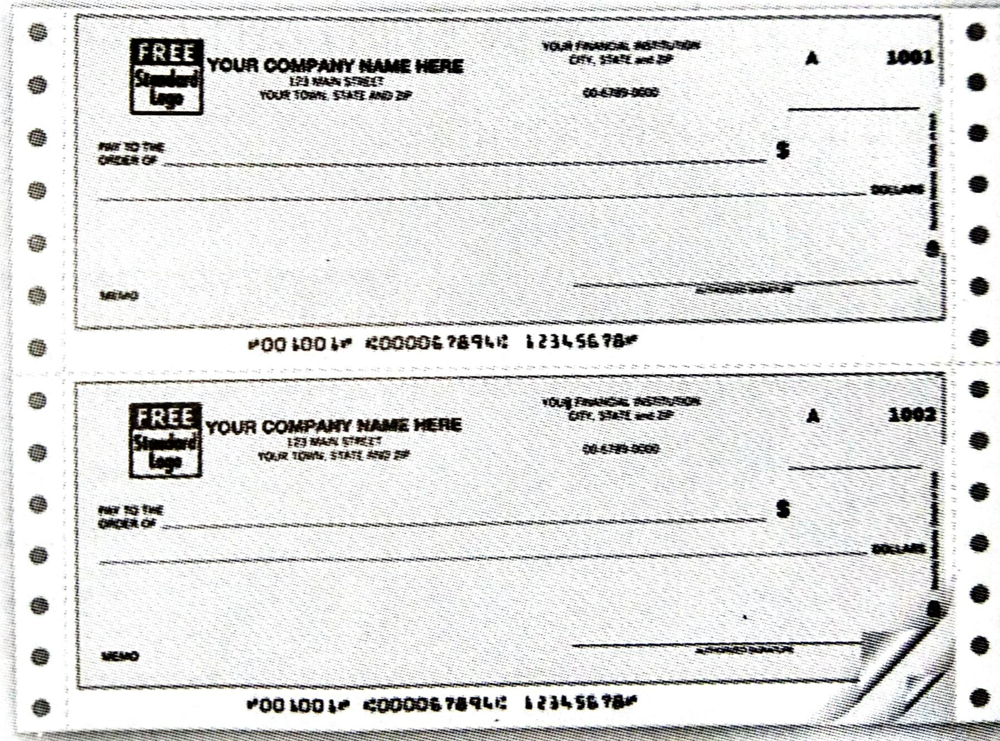 FREE
Standard
Logo
YOUR COMPANY NAME HERE
123 MAIN STREET
YOUR TOWN, STATE AND ZIP
YOUR FINANCIAL INSTITUTION
CITY, STATE and ZIP
00-6789-0000
A 1001
PAY TO THE
ORDER OF $
DOLLARS
MEMO
AUTHORIZED SIGNATURE
⑈001001⑈ ⑆0000067894⑆ 12345678⑈
FREE
Standard
Logo
YOUR COMPANY NAME HERE
123 MAIN STREET
YOUR TOWN, STATE AND ZIP
YOUR FINANCIAL INSTITUTION
CITY, STATE and ZIP
00-6789-0000
A 1002
PAY TO THE
ORDER OF $
DOLLARS
MEMO
AUTHORIZED SIGNATURE
⑈001001⑈ ⑆0000067894⑆ 12345678⑈